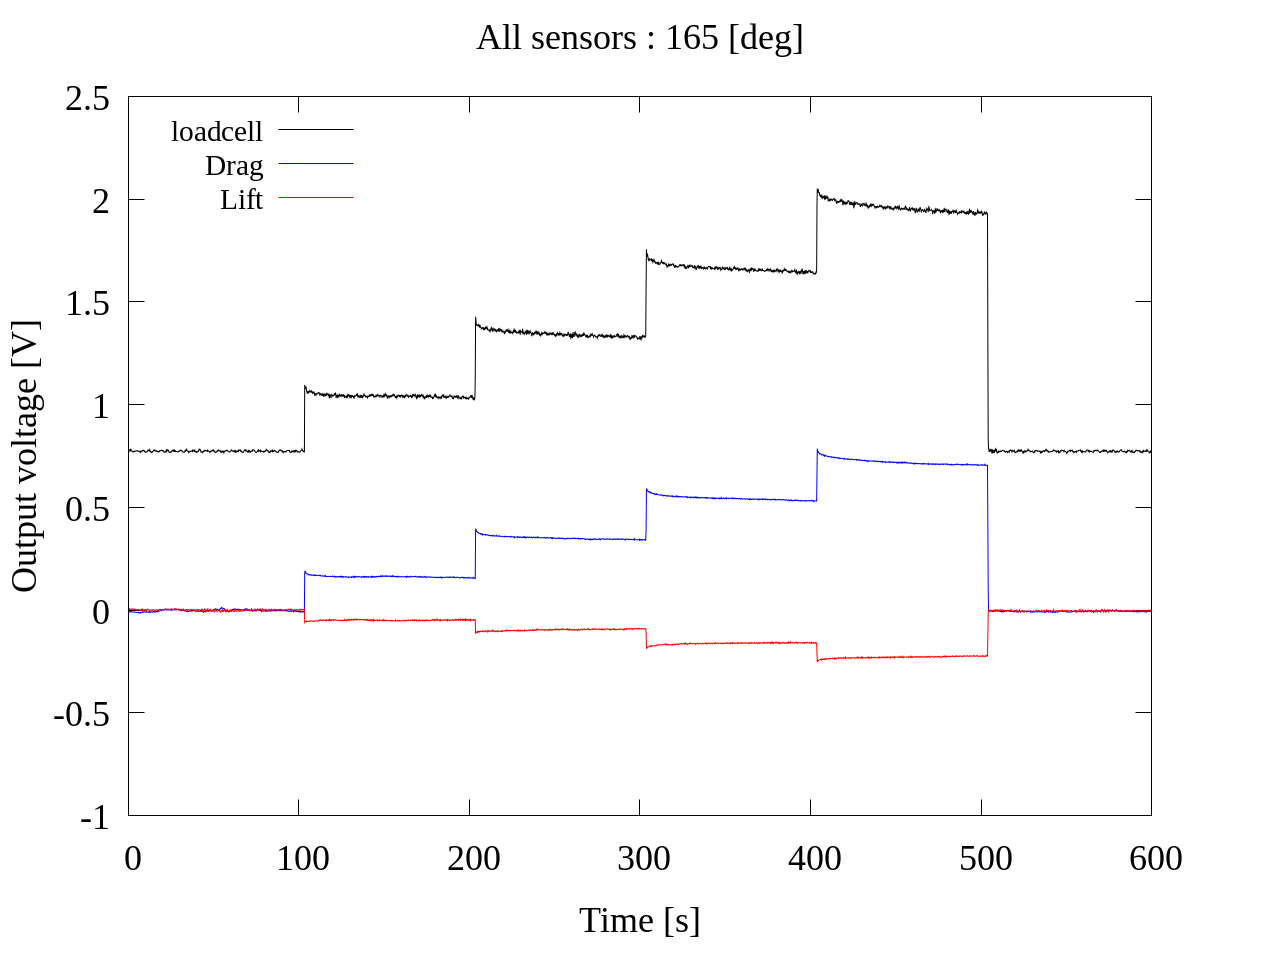 All sensors : 165 [deg]
2.5
2
1.5
1
0.5
0
-0.5
-1
Output voltage [V]
loadcell
Drag
Lift
0 100 200 300 400 500 600
Time [s]